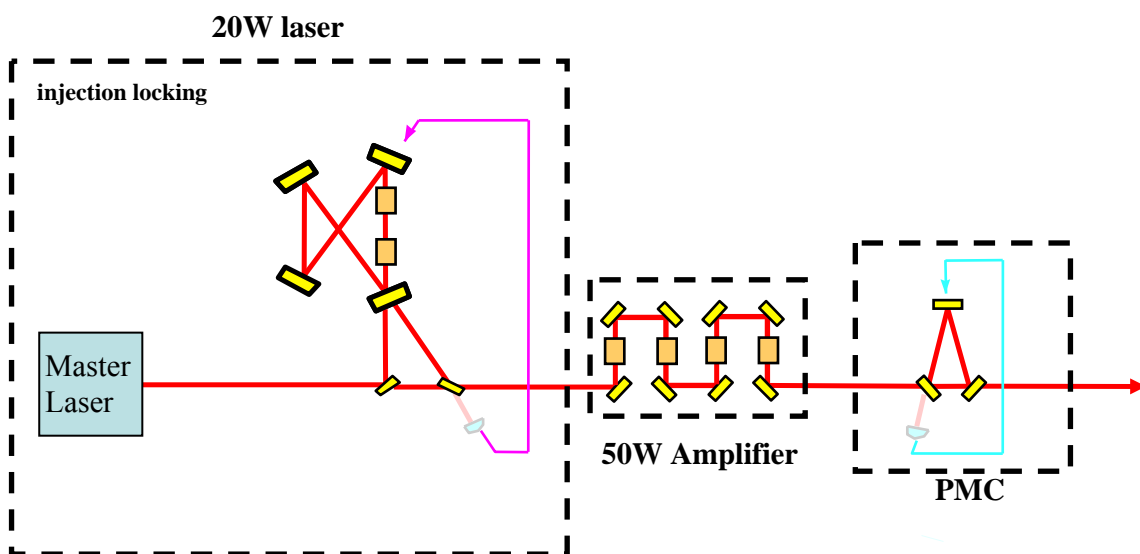 20W laser
injection locking
Master
Laser
50W Amplifier
PMC